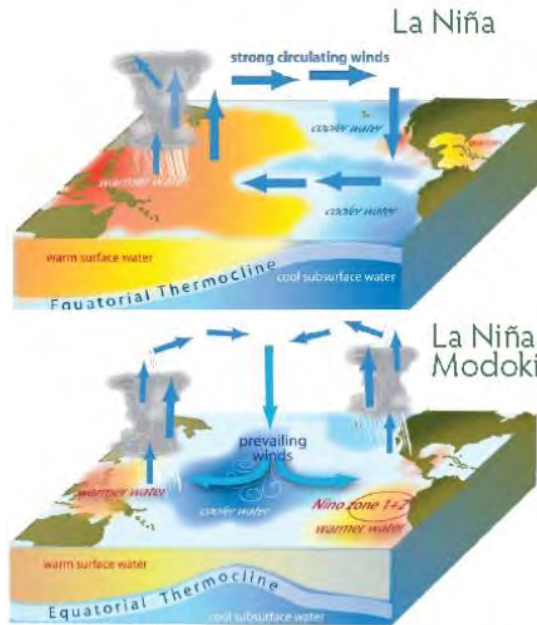 La Niña
strong circulating winds
cooler water
warmer water
cooler water
warm surface water
cool subsurface water
Equatorial Thermocline
La Niña
Modoki
prevailing
winds
warmer water
cooler water
Nino zone 1+2
warmer water
warm surface water
Equatorial Thermocline
cool subsurface water